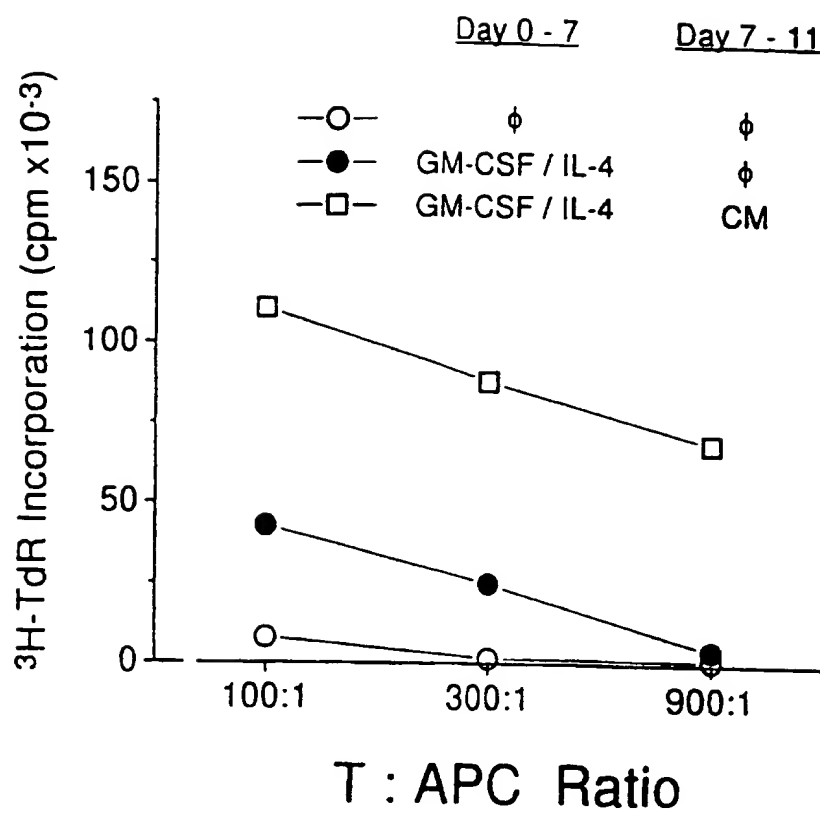 Day 0 - 7 Day 7 - 11
ϕ ϕ
GM-CSF / IL-4 ϕ
GM-CSF / IL-4 CM
³H-TdR Incorporation (cpm x10⁻³)
150
100
50
0
100:1 300:1 900:1
T : APC Ratio